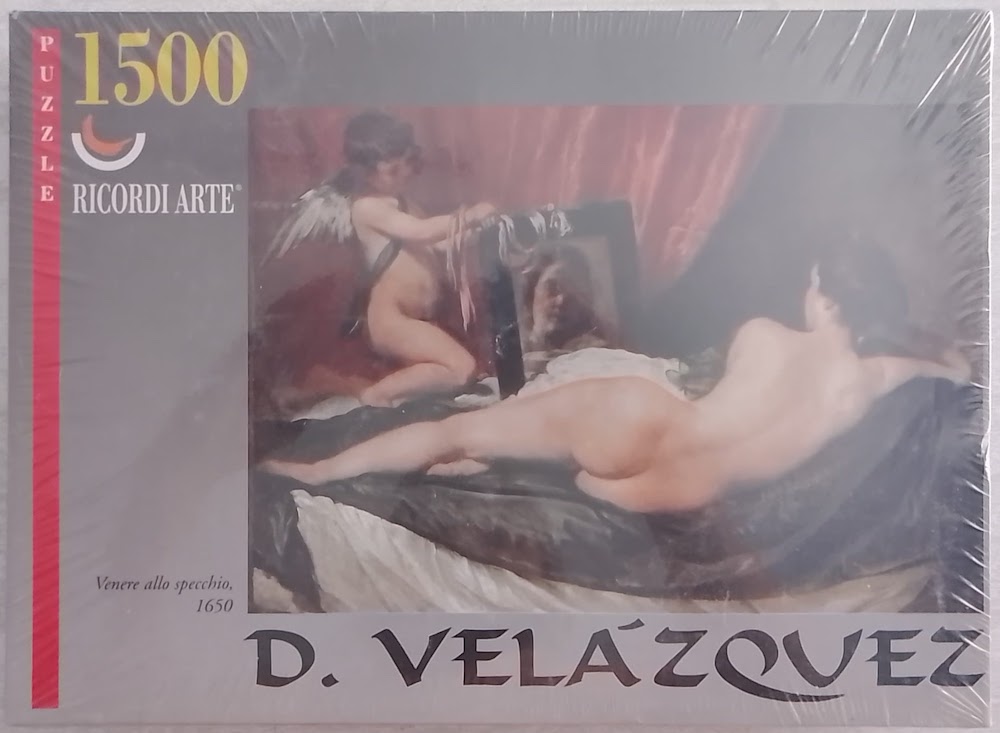 PUZZLE
1500
RICORDI ARTE®
Venere allo specchio,
1650
D. VELÁZQUEZ